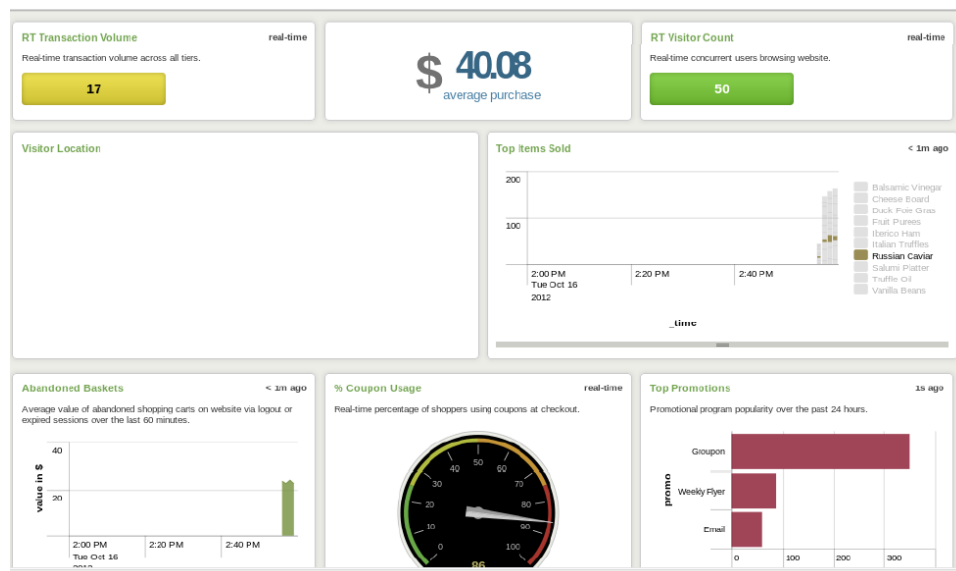 RT Transaction Volume
real-time
Real-time transaction volume across all tiers.
17
$ 40.08
average purchase
RT Visitor Count
real-time
Real-time concurrent users browsing website.
50
Visitor Location
Top Items Sold
< 1m ago
200
100
2:00 PM
Tue Oct 16
2012
2:20 PM
2:40 PM
_time
Balsamic Vinegar
Cheese Board
Duck Foie Gras
Fruit Purees
Iberico Ham
Italian Truffles
Russian Caviar
Salumi Platter
Truffle Oil
Vanilla Beans
Abandoned Baskets
< 1m ago
Average value of abandoned shopping carts on website via logout or
expired sessions over the last 60 minutes.
value in $
40
20
2:00 PM
Tue Oct 16
2012
2:20 PM
2:40 PM
% Coupon Usage
real-time
Real-time percentage of shoppers using coupons at checkout.
0
10
20
30
40
50
60
70
80
90
100
86
Top Promotions
1s ago
Promotional program popularity over the past 24 hours.
promo
Groupon
Weekly Flyer
Email
0
100
200
300